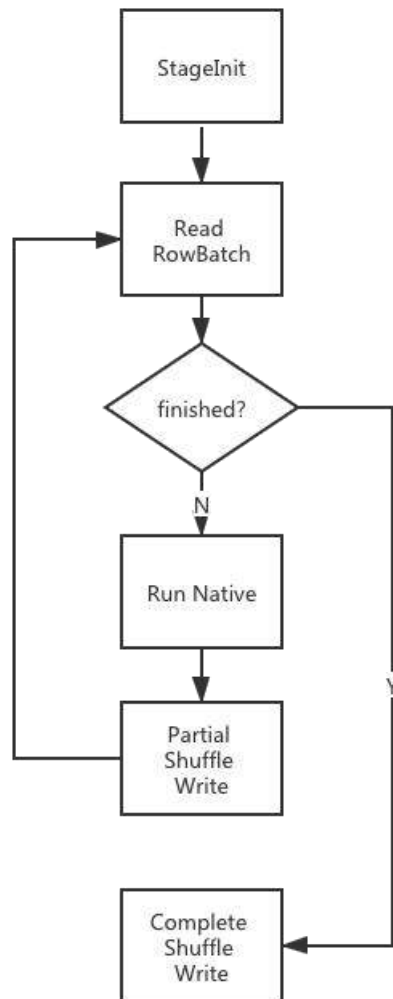 StageInit
Read
RowBatch
finished?
N
Run Native
Y
Partial
Shuffle
Write
Complete
Shuffle
Write